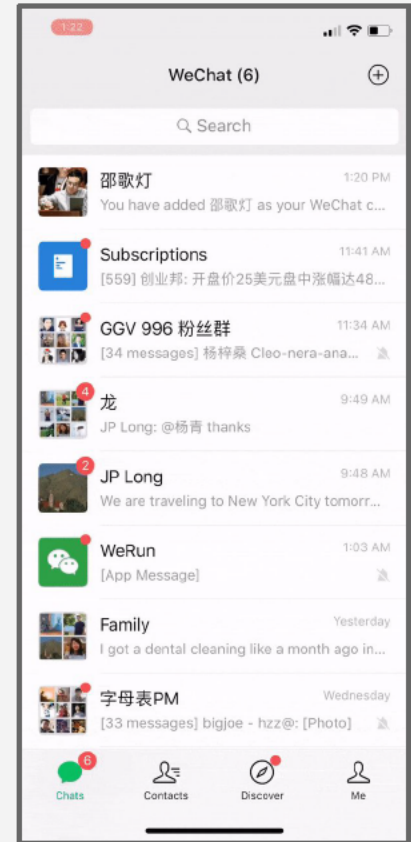 1:22
WeChat (6)
Search
邵歌灯
1:20 PM
You have added 邵歌灯 as your WeChat c...
Subscriptions
11:41 AM
[559] 创业邦: 开盘价25美元盘中涨幅达48...
GGV 996 粉丝群
11:34 AM
[34 messages] 杨梓桑 Cleo-nera-ana...
4
龙
9:49 AM
JP Long: @杨青 thanks
2
JP Long
9:48 AM
We are traveling to New York City tomorr...
WeRun
1:03 AM
[App Message]
Family
Yesterday
I got a dental cleaning like a month ago in...
字母表PM
Wednesday
[33 messages] bigjoe - hzz@: [Photo]
6
Chats
Contacts
Discover
Me